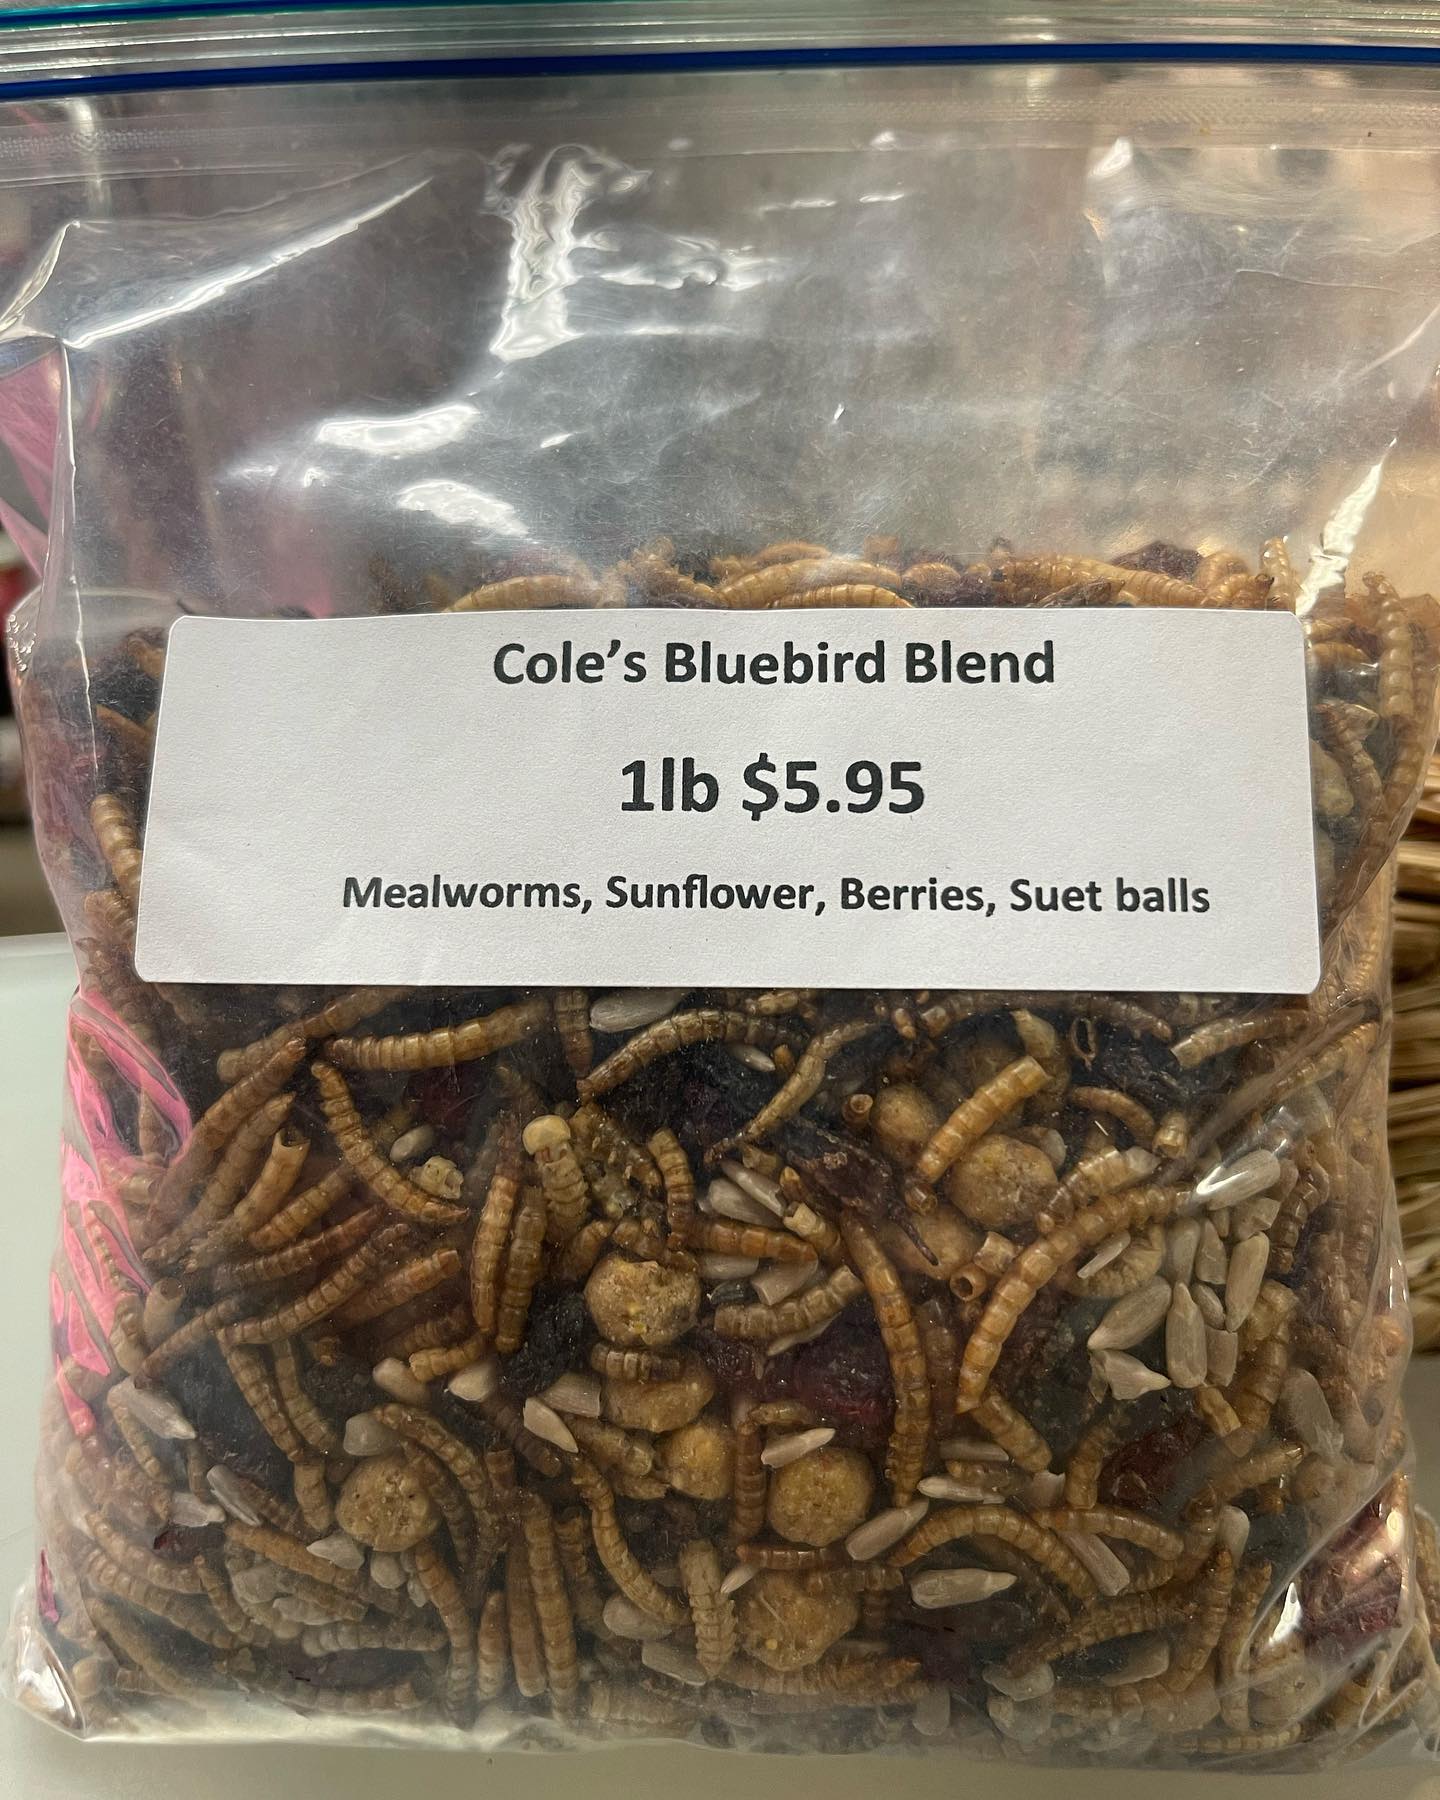 Cole's Bluebird Blend
1lb $5.95
Mealworms, Sunflower, Berries, Suet balls